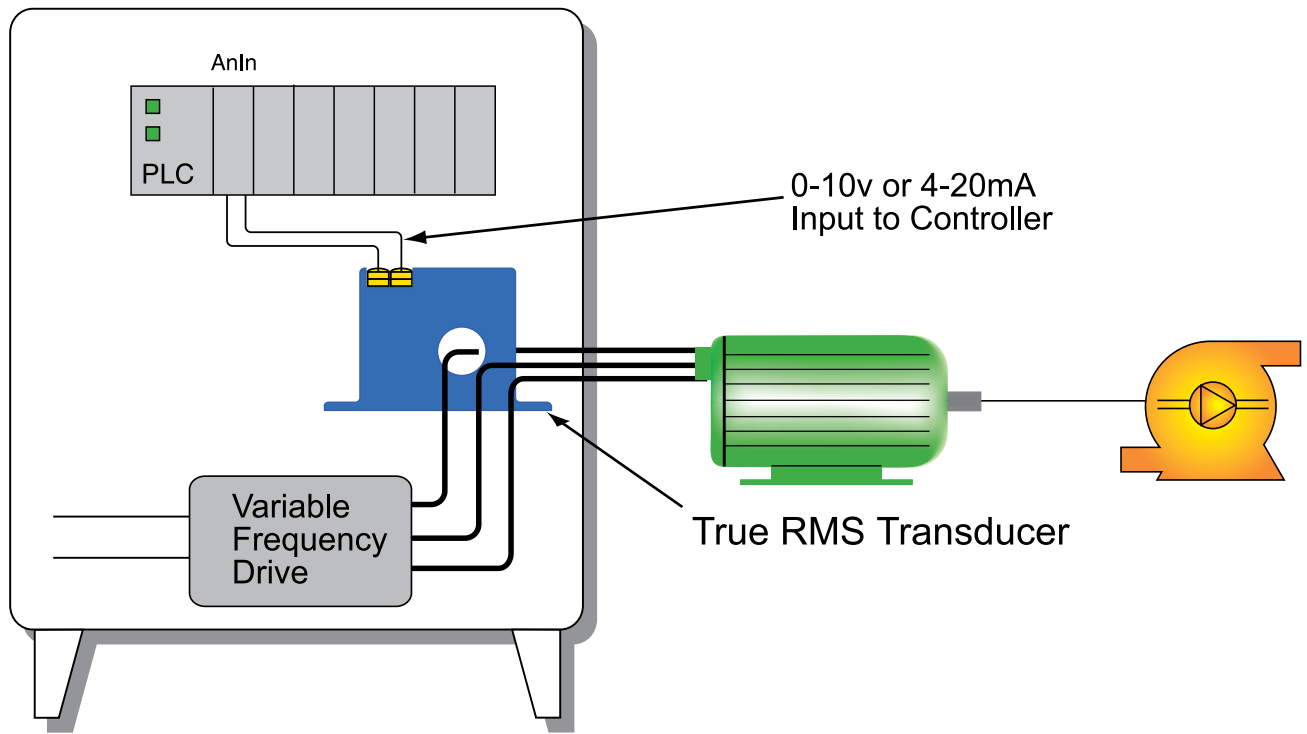 AnIn
PLC
0-10v or 4-20mA
Input to Controller
True RMS Transducer
Variable
Frequency
Drive